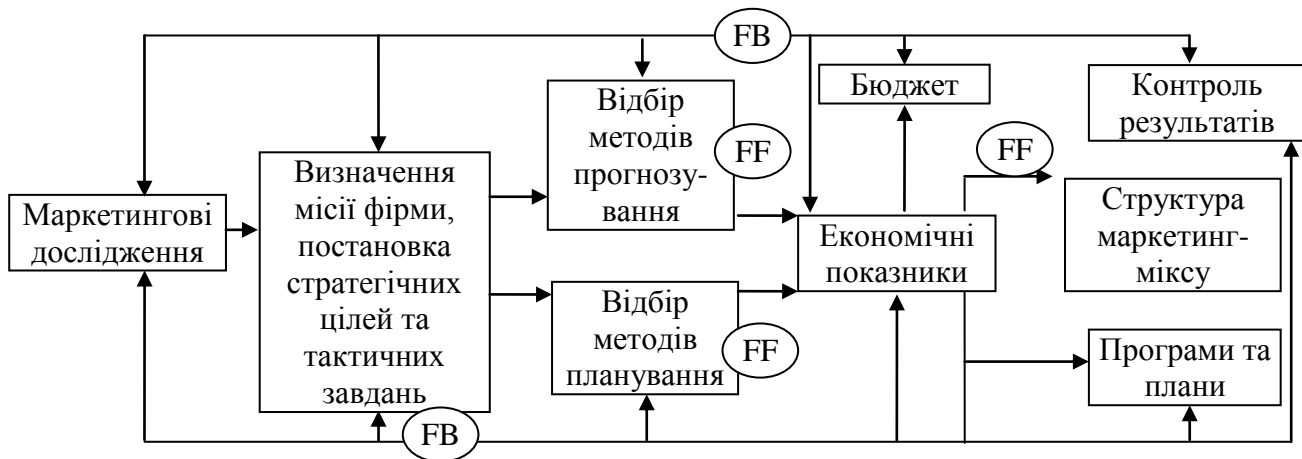 FB
Маркетингові
дослідження
Визначення
місії фірми,
постановка
стратегічних
цілей та
тактичних
завдань
Відбір
методів
прогнозу-
вання
FF
Відбір
методів
планування
FF
Економічні
показники
Бюджет
FF
Контроль
результатів
Структура
маркетинг-
міксу
Програми та
плани
FB